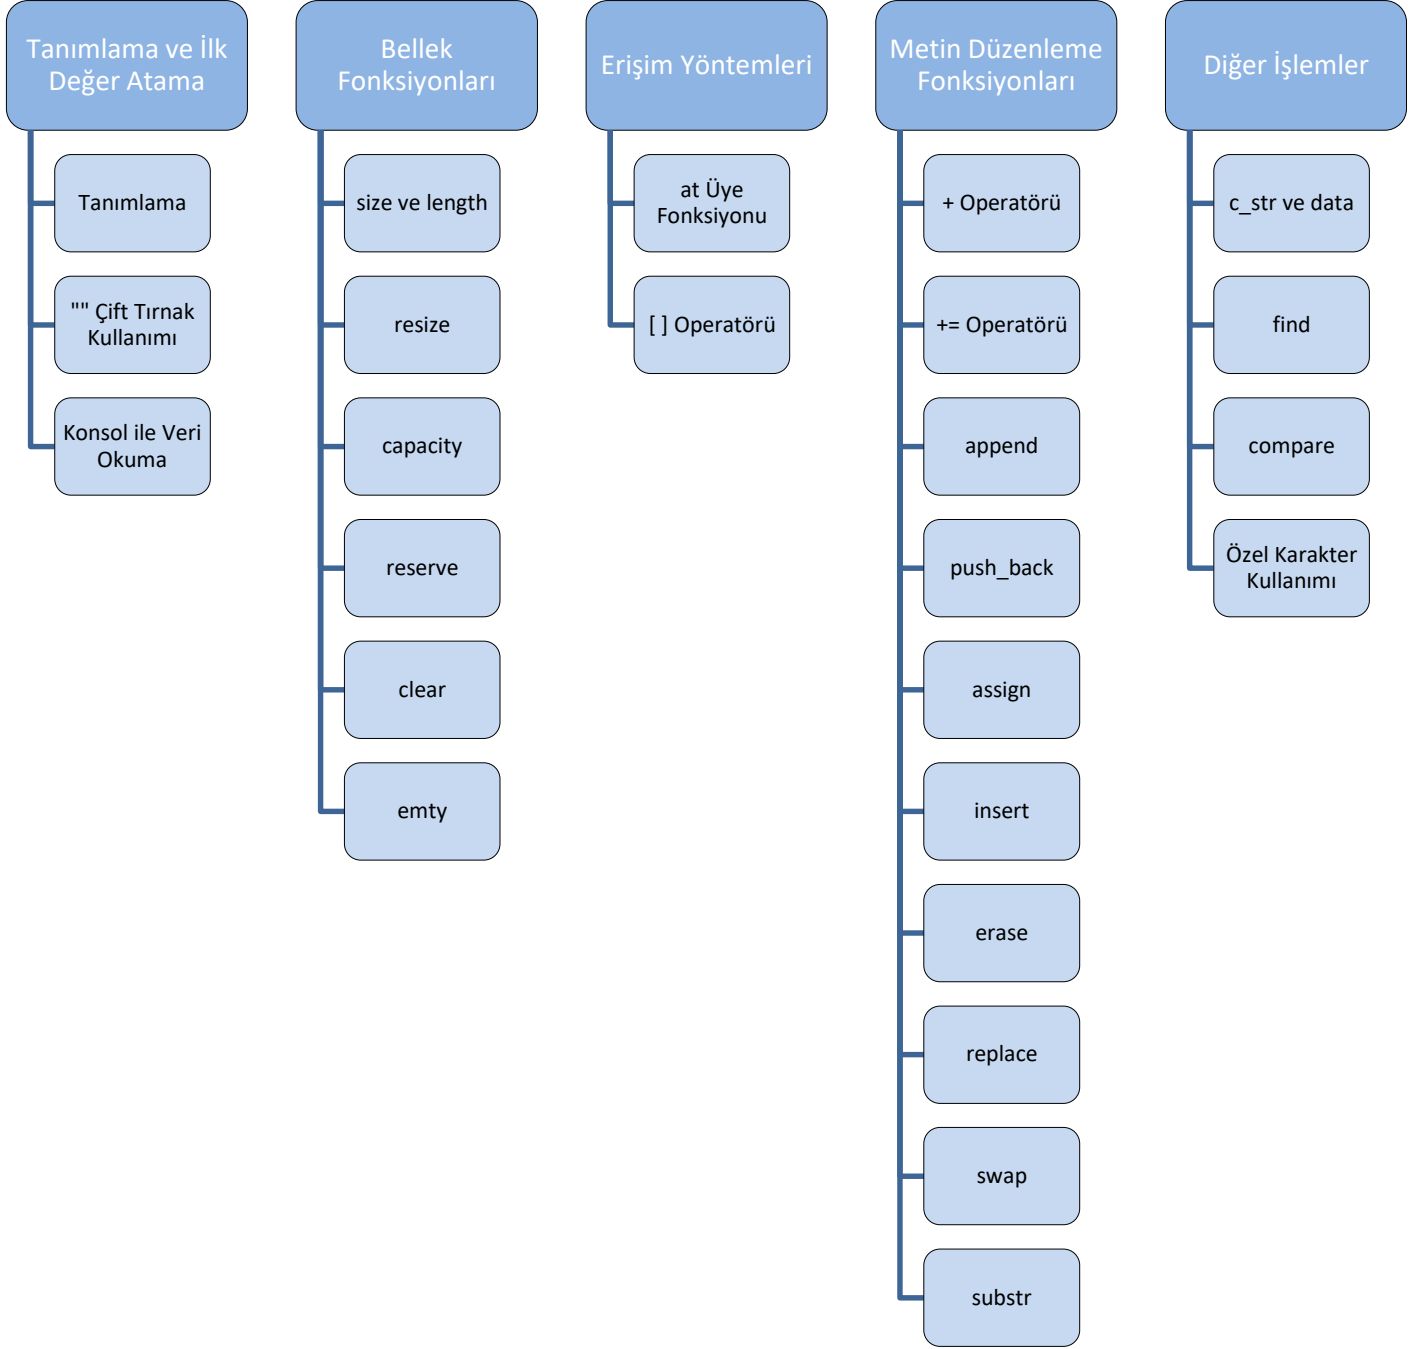 Tanımlama ve İlk
Değer Atama
Tanımlama
"" Çift Tırnak
Kullanımı
Konsol ile Veri
Okuma
Bellek
Fonksiyonları
size ve length
resize
capacity
reserve
clear
emty
Erişim Yöntemleri
at Üye
Fonksiyonu
[ ] Operatörü
Metin Düzenleme
Fonksiyonları
+ Operatörü
+= Operatörü
append
push_back
assign
insert
erase
replace
swap
substr
Diğer İşlemler
c_str ve data
find
compare
Özel Karakter
Kullanımı